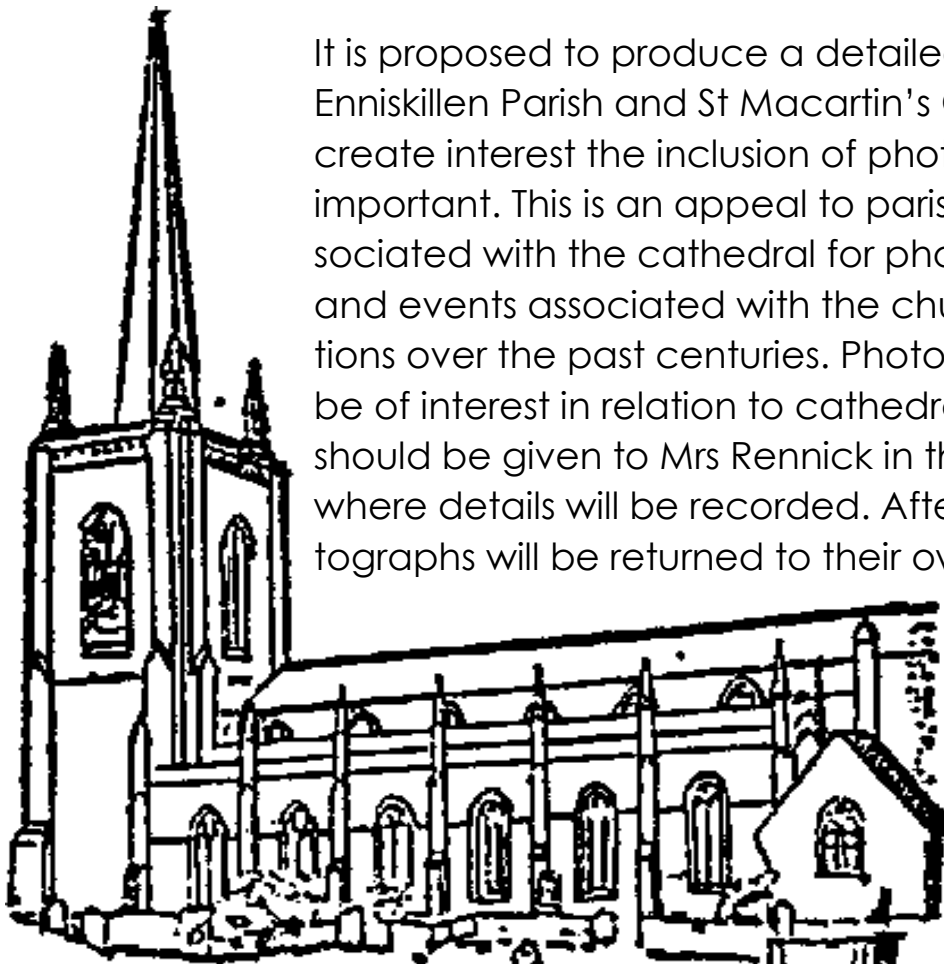 It is proposed to produce a detailed
Enniskillen Parish and St Macartin’s
create interest the inclusion of phot
important. This is an appeal to paris
sociated with the cathedral for pho
and events associated with the chu
tions over the past centuries. Photo
be of interest in relation to cathedra
should be given to Mrs Rennick in th
where details will be recorded. Afte
tographs will be returned to their ow